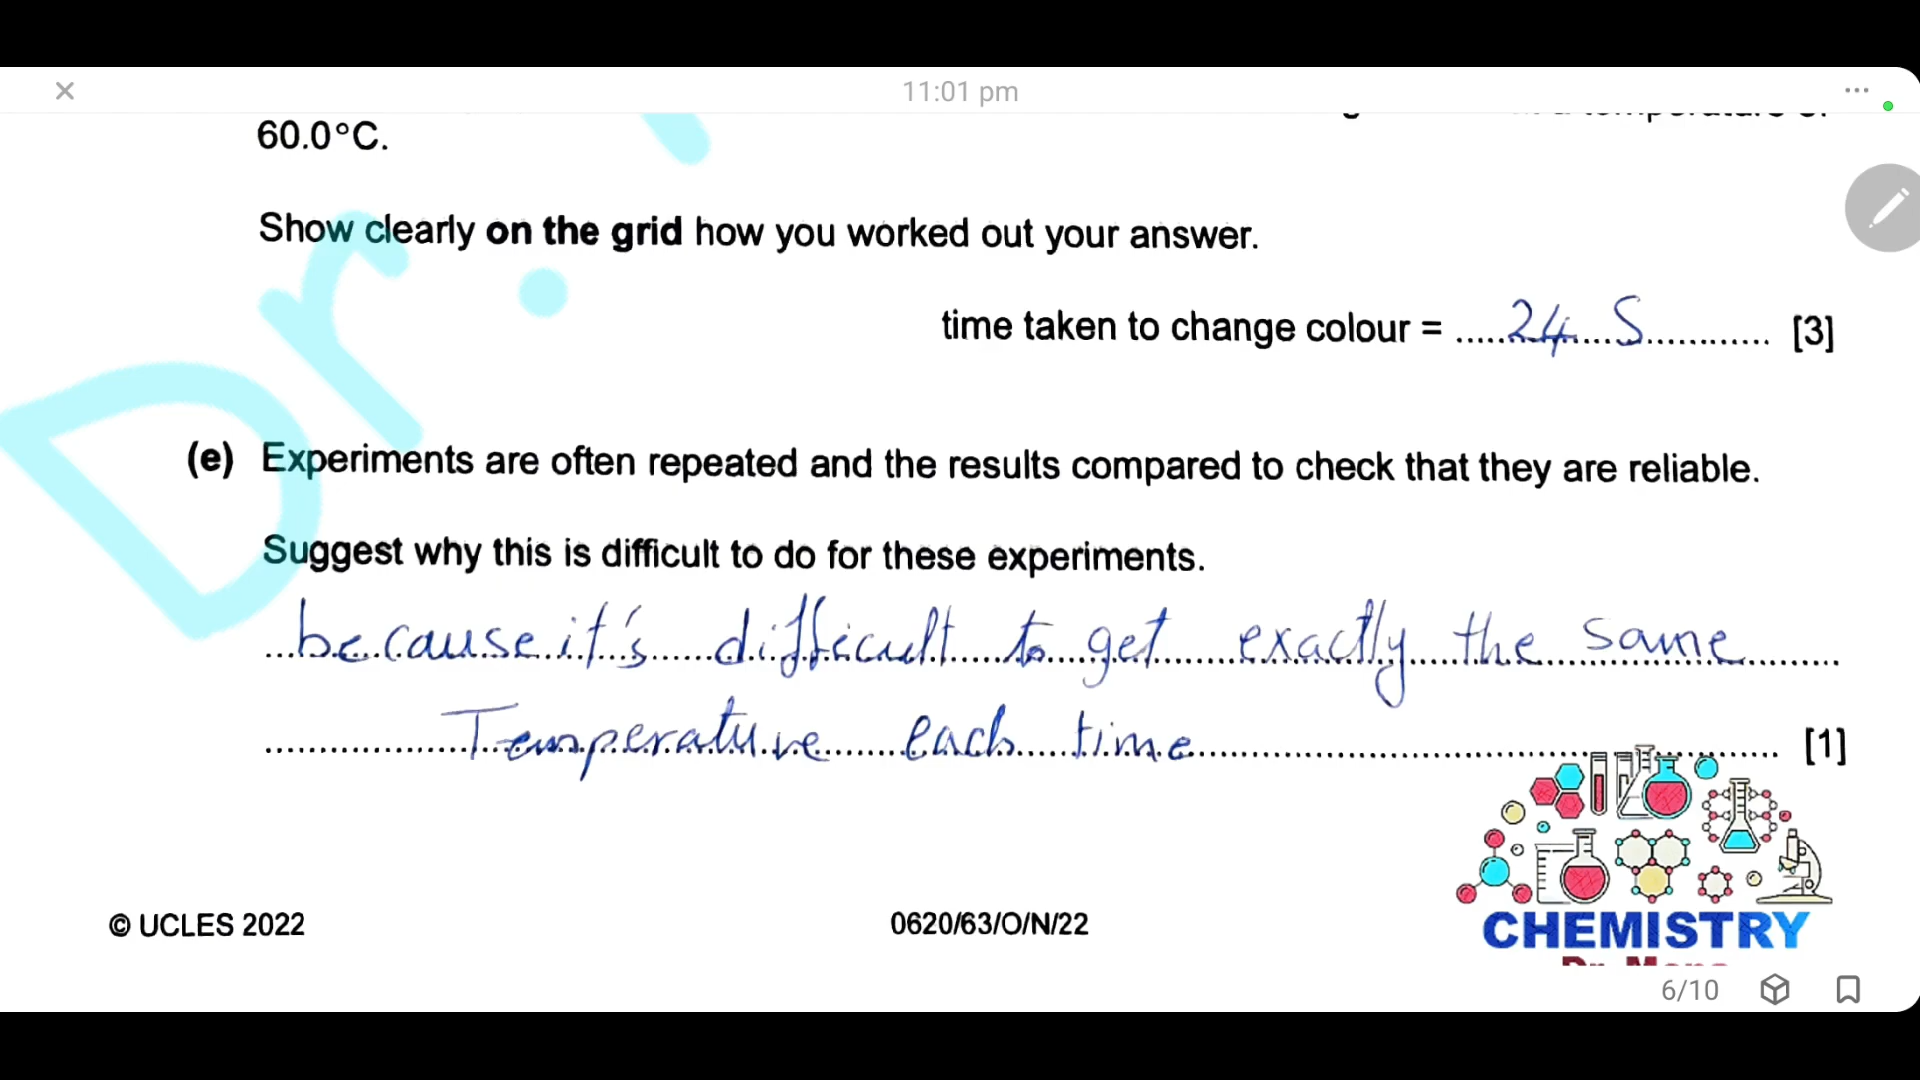 11:01 pm
60.0°C.
Show clearly on the grid how you worked out your answer.
time taken to change colour = .....24...S............ [3]
(e) Experiments are often repeated and the results compared to check that they are reliable.
Suggest why this is difficult to do for these experiments.
because it's difficult to get exactly the same
Temperature each time [1]
© UCLES 2022
0620/63/O/N/22
CHEMISTRY
6/10
Dr.